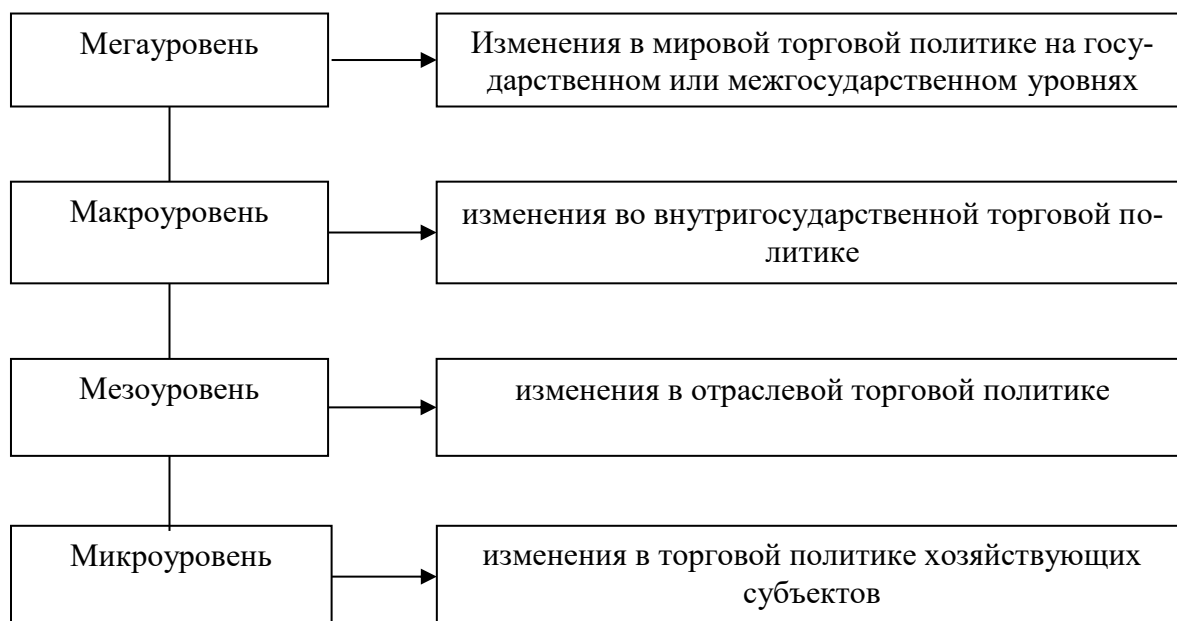 Мегауровень
Изменения в мировой торговой политике на госу-
дарственном или межгосударственном уровнях
Макроуровень
изменения во внутригосударственной торговой по-
литике
Мезоуровень
изменения в отраслевой торговой политике
Микроуровень
изменения в торговой политике хозяйствующих
субъектов